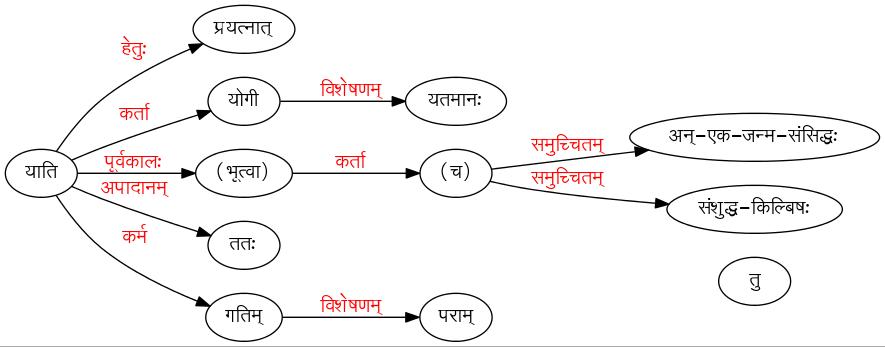 प्रयत्नात्
हेतुः
कर्ता
योगी
विशेषणम्
यतमानः
याति
पूर्वकालः
(भूत्वा)
कर्ता
(च)
समुच्चितम्
अन्-एक-जन्म-संसिद्धः
समुच्चितम्
संशुद्ध-किल्बिषः
अपादानम्
ततः
तु
कर्म
गतिम्
विशेषणम्
पराम्